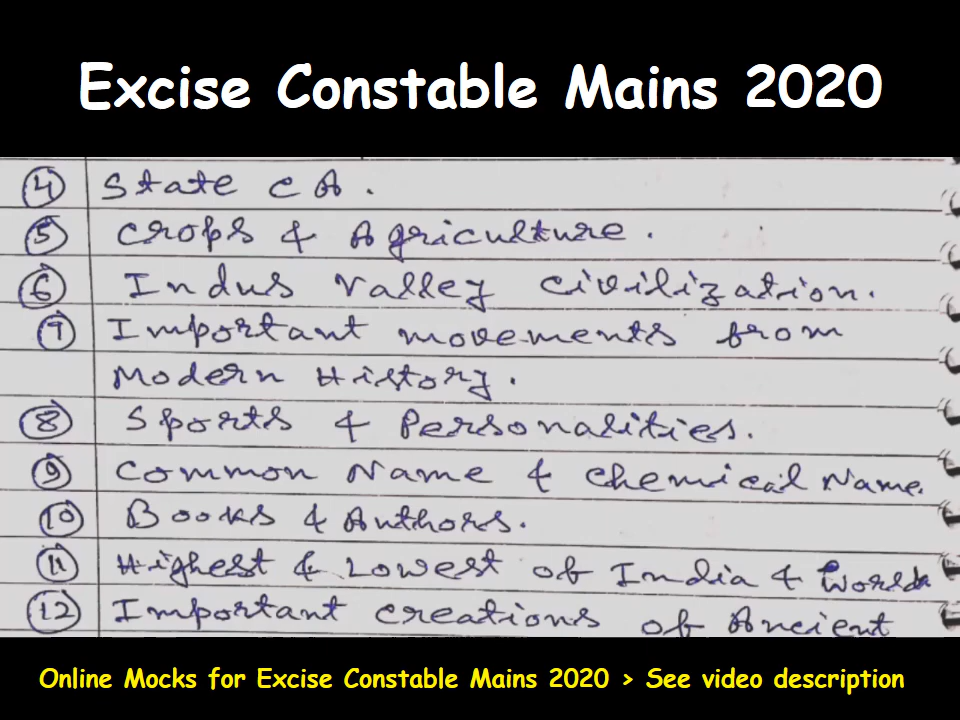 Excise Constable Mains 2020
4 State CA.
5 Crops & Agriculture.
6 Indus Valley Civilization.
7 Important movements from
Modern History.
8 Sports & Personalities.
9 Common Name & Chemical Name.
10 Books & Authors.
11 Highest & Lowest of India & World
12 Important creations of Ancient
Online Mocks for Excise Constable Mains 2020 > See video description